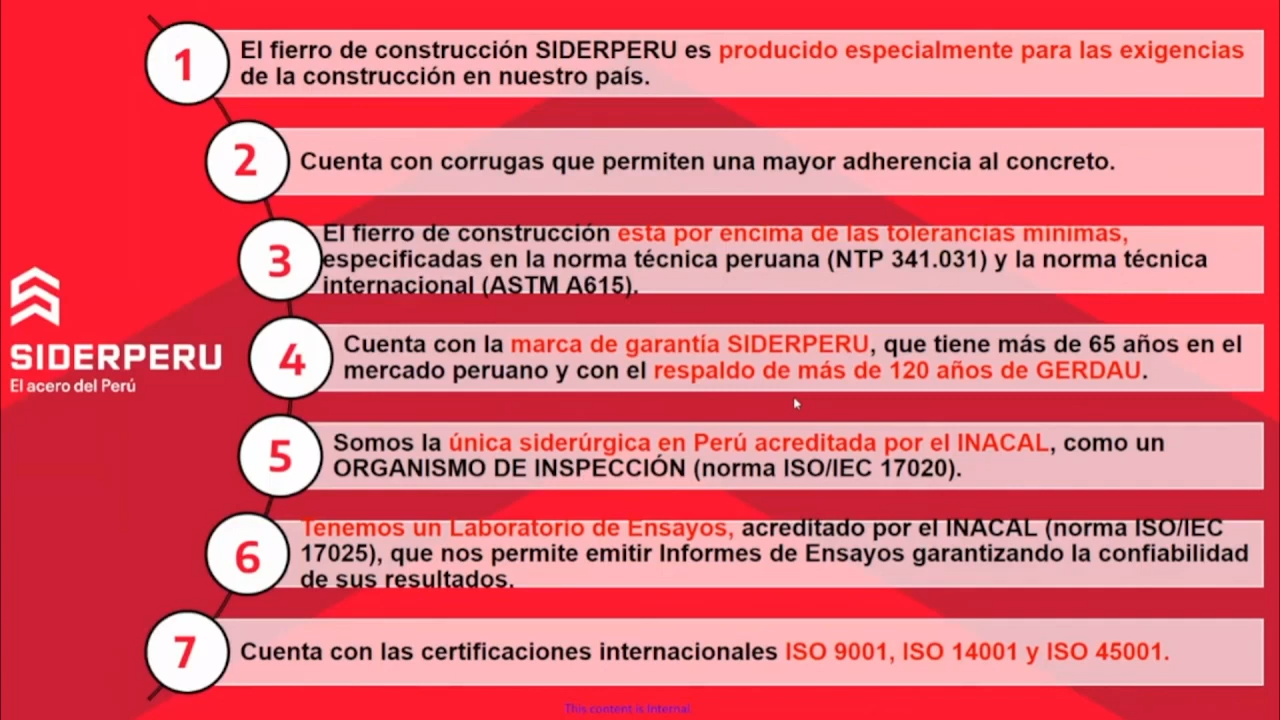 1
El fierro de construcción SIDERPERU es producido especialmente para las exigencias
de la construcción en nuestro país.
2
Cuenta con corrugas que permiten una mayor adherencia al concreto.
3
El fierro de construcción está por encima de las tolerancias mínimas,
especificadas en la norma técnica peruana (NTP 341.031) y la norma técnica
internacional (ASTM A615).
SIDERPERU
El acero del Perú
4
Cuenta con la marca de garantía SIDERPERU, que tiene más de 65 años en el
mercado peruano y con el respaldo de más de 120 años de GERDAU.
5
Somos la única siderúrgica en Perú acreditada por el INACAL, como un
ORGANISMO DE INSPECCIÓN (norma ISO/IEC 17020).
6
Tenemos un Laboratorio de Ensayos, acreditado por el INACAL (norma ISO/IEC
17025), que nos permite emitir Informes de Ensayos garantizando la confiabilidad
de sus resultados.
7
Cuenta con las certificaciones internacionales ISO 9001, ISO 14001 y ISO 45001.
This content is Internal.